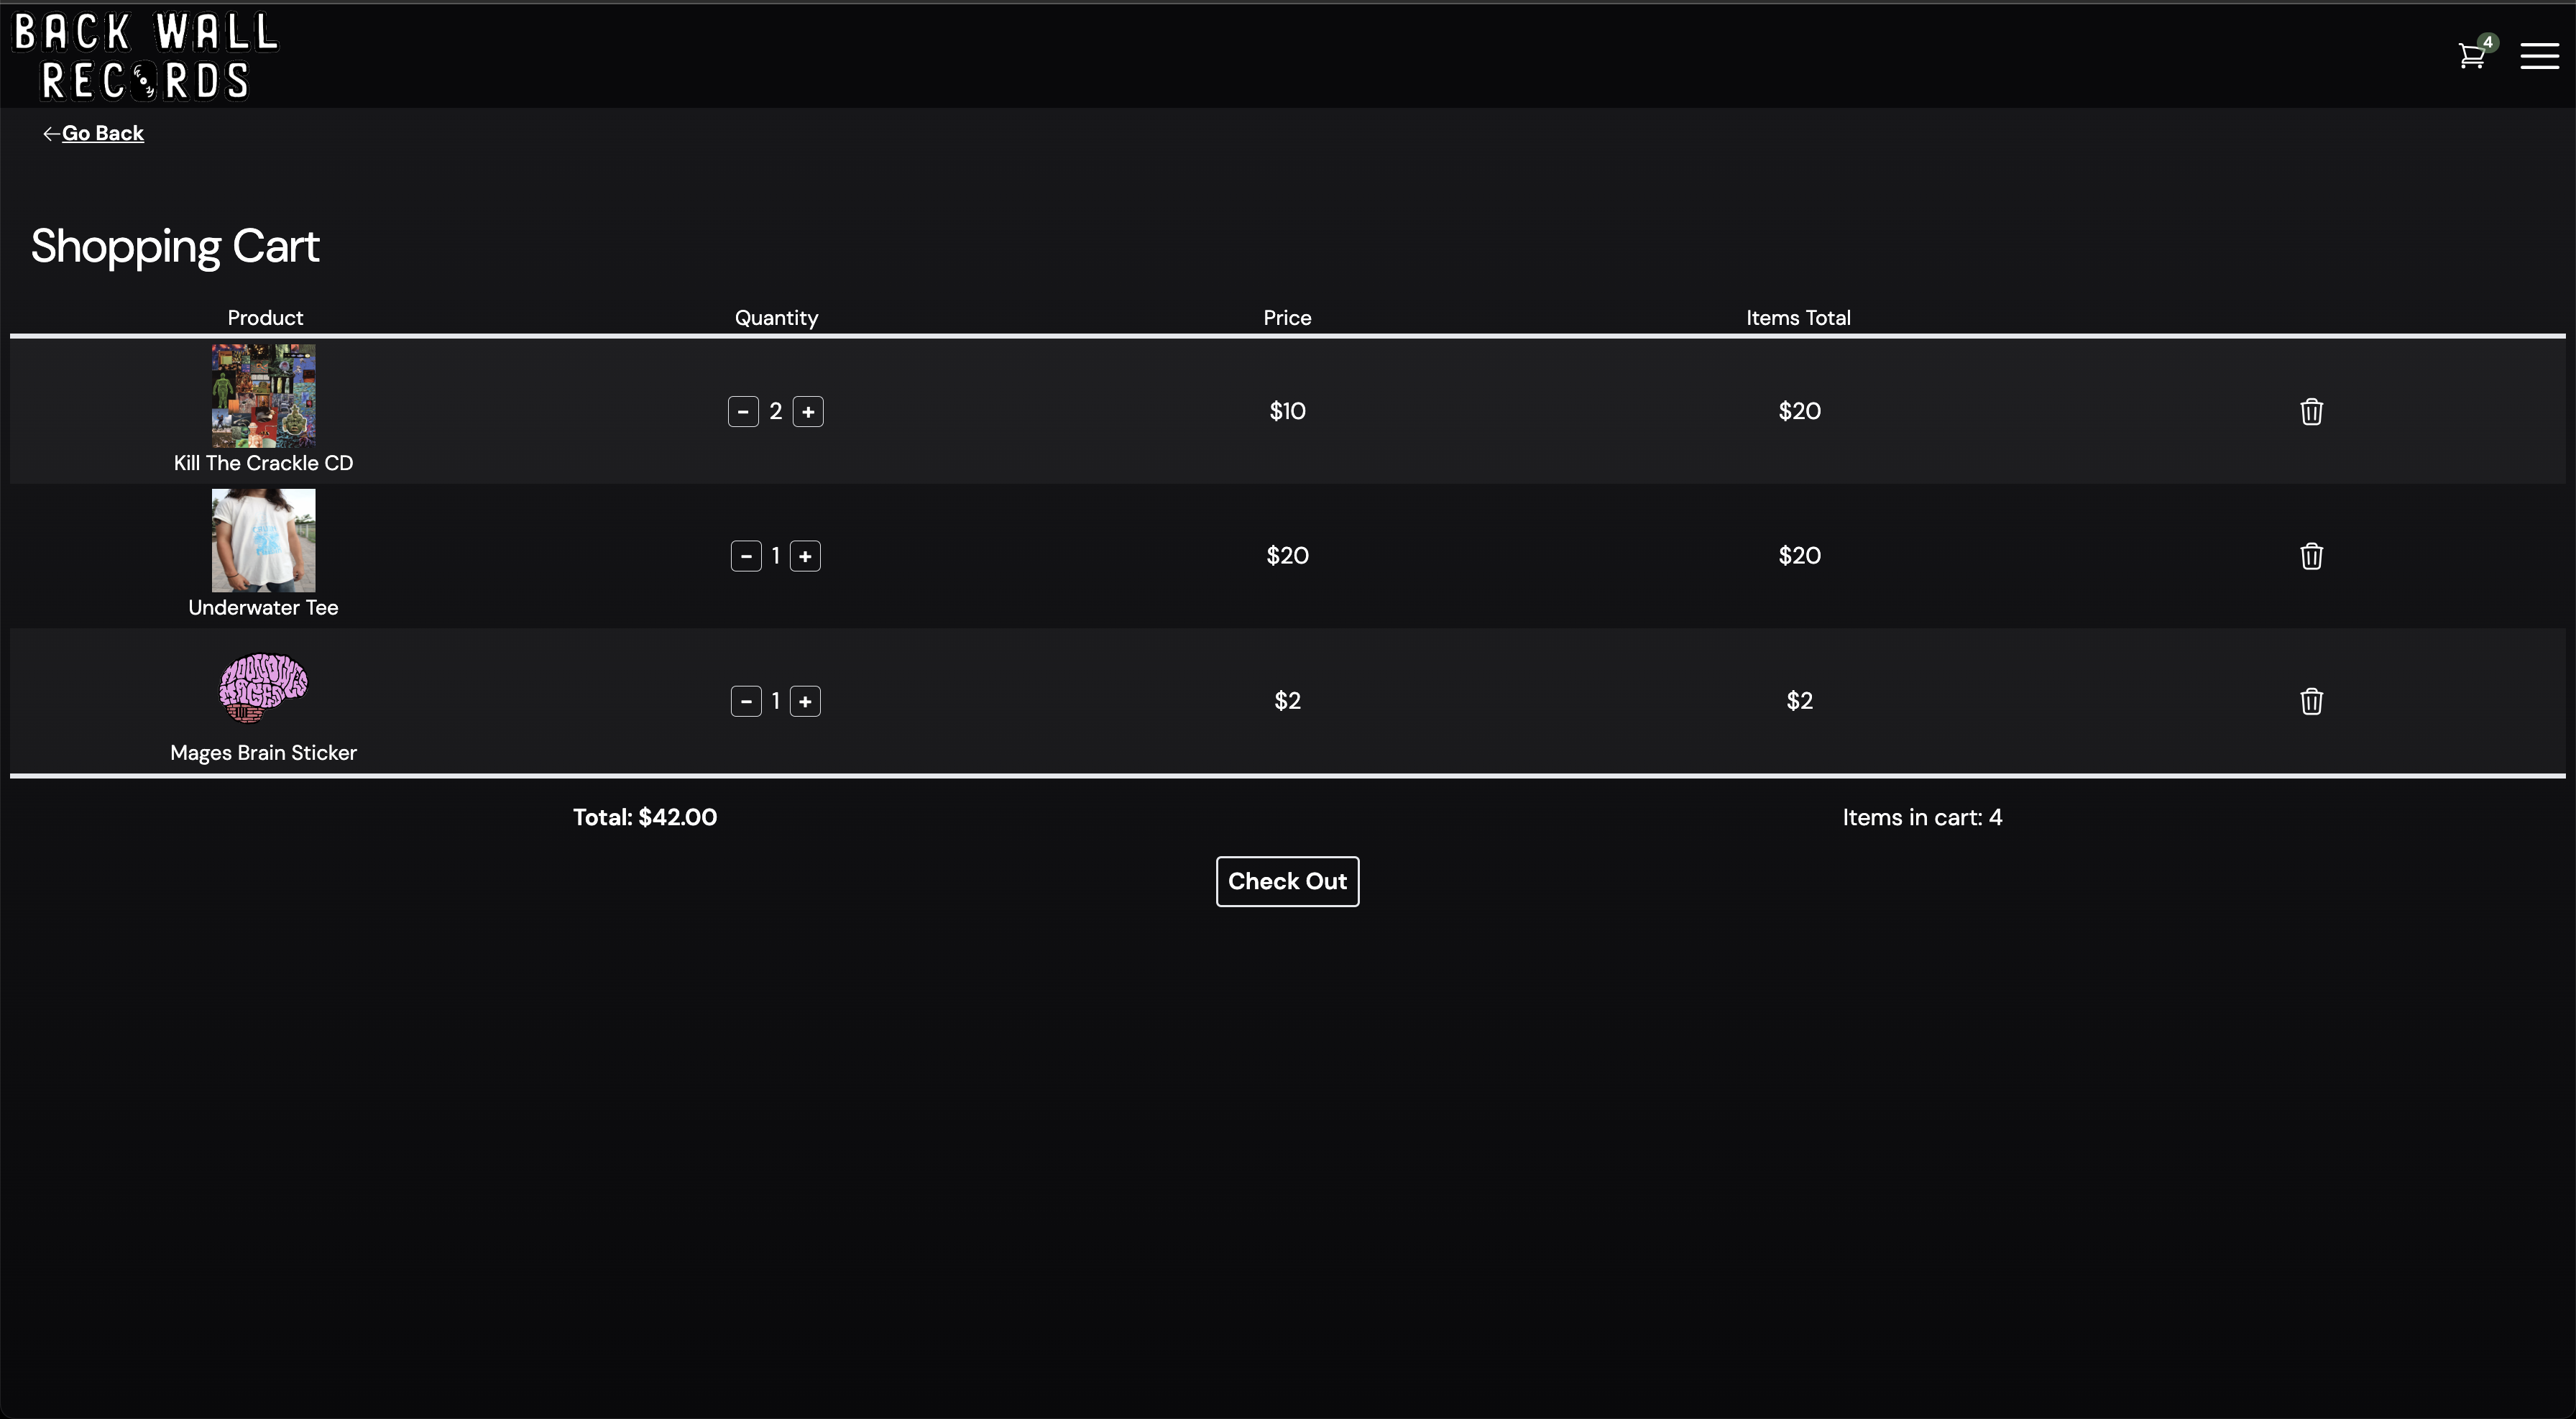 BACK WALL
RECORDS
4
Go Back
Shopping Cart
Product Quantity Price Items Total
- 2 + $10 $20
Kill The Crackle CD
- 1 + $20 $20
Underwater Tee
MAGES
- 1 + $2 $2
Mages Brain Sticker
Total: $42.00 Items in cart: 4
Check Out